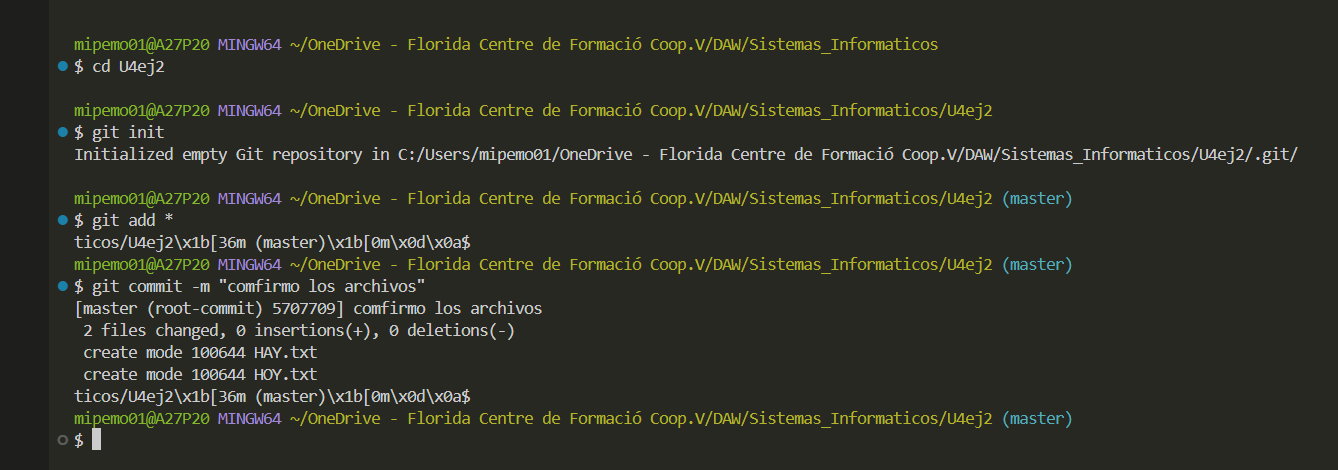 mipemo01@A27P20 MINGW64 ~/OneDrive - Florida Centre de Formació Coop.V/DAW/Sistemas_Informaticos
$ cd U4ej2
mipemo01@A27P20 MINGW64 ~/OneDrive - Florida Centre de Formació Coop.V/DAW/Sistemas_Informaticos/U4ej2
$ git init
Initialized empty Git repository in C:/Users/mipemo01/OneDrive - Florida Centre de Formació Coop.V/DAW/Sistemas_Informaticos/U4ej2/.git/
mipemo01@A27P20 MINGW64 ~/OneDrive - Florida Centre de Formació Coop.V/DAW/Sistemas_Informaticos/U4ej2 (master)
$ git add *
ticos/U4ej2\x1b[36m (master)\x1b[0m\x0d\x0a$
mipemo01@A27P20 MINGW64 ~/OneDrive - Florida Centre de Formació Coop.V/DAW/Sistemas_Informaticos/U4ej2 (master)
$ git commit -m "comfirmo los archivos"
[master (root-commit) 5707709] comfirmo los archivos
 2 files changed, 0 insertions(+), 0 deletions(-)
 create mode 100644 HAY.txt
 create mode 100644 HOY.txt
ticos/U4ej2\x1b[36m (master)\x1b[0m\x0d\x0a$
mipemo01@A27P20 MINGW64 ~/OneDrive - Florida Centre de Formació Coop.V/DAW/Sistemas_Informaticos/U4ej2 (master)
$